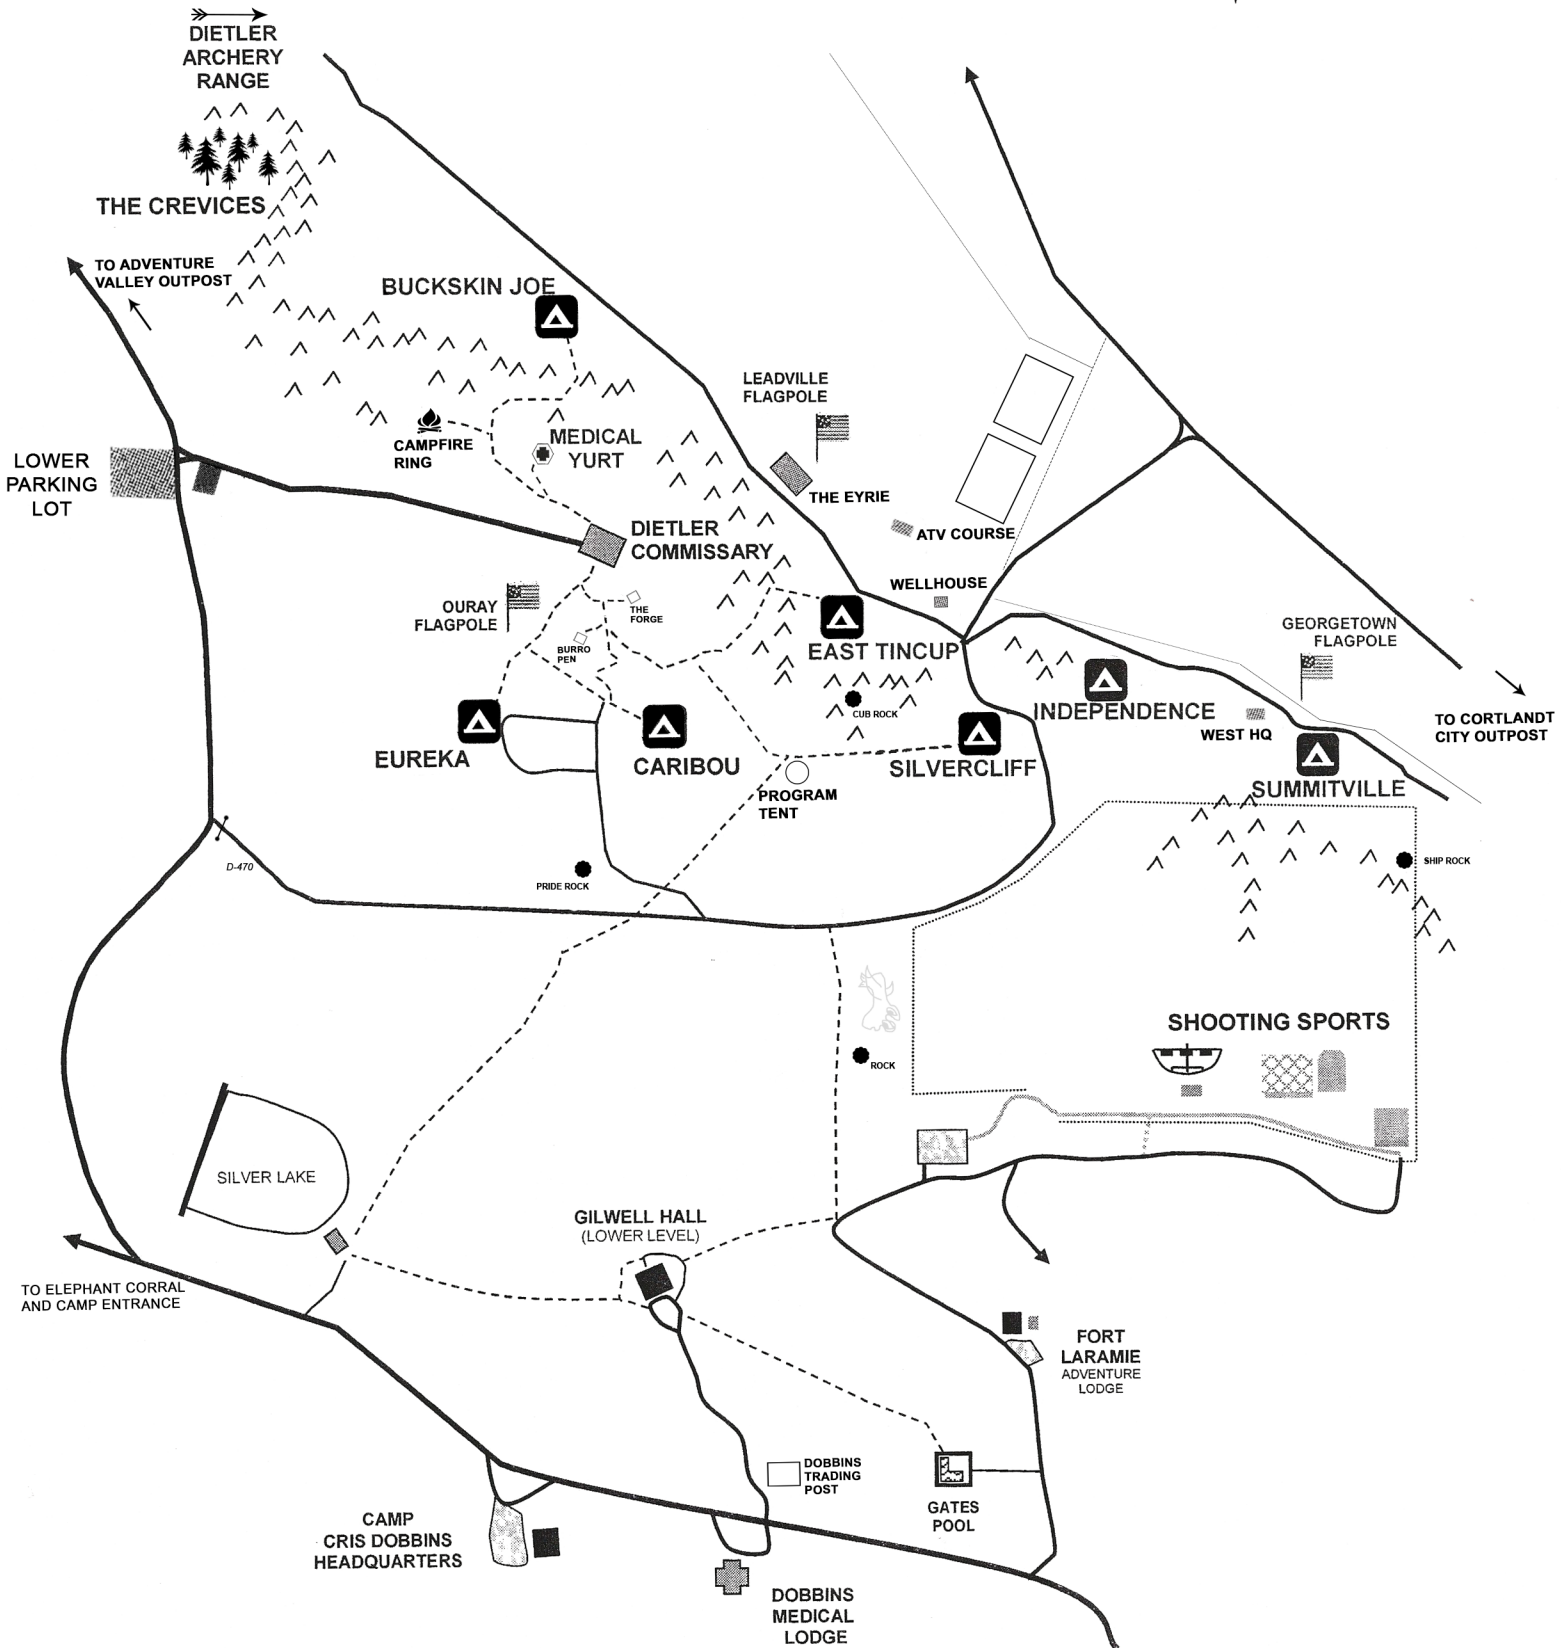 DIETLER
ARCHERY
RANGE
THE CREVICES
TO ADVENTURE
VALLEY OUTPOST
BUCKSKIN JOE
LEADVILLE
FLAGPOLE
CAMPFIRE
RING
MEDICAL
YURT
LOWER
PARKING
LOT
THE EYRIE
DIETLER
COMMISSARY
ATV COURSE
WELLHOUSE
OURAY
FLAGPOLE
THE
FORGE
BURRO
PEN
GEORGETOWN
FLAGPOLE
EAST TINCUP
CUB ROCK
INDEPENDENCE
WEST HQ
TO CORTLANDT
CITY OUTPOST
EUREKA
CARIBOU
SILVERCLIFF
SUMMITVILLE
PROGRAM
TENT
D-470
PRIDE ROCK
SHIP ROCK
SHOOTING SPORTS
ROCK
SILVER LAKE
GILWELL HALL
(LOWER LEVEL)
TO ELEPHANT CORRAL
AND CAMP ENTRANCE
FORT
LARAMIE
ADVENTURE
LODGE
DOBBINS
TRADING
POST
GATES
POOL
CAMP
CRIS DOBBINS
HEADQUARTERS
DOBBINS
MEDICAL
LODGE